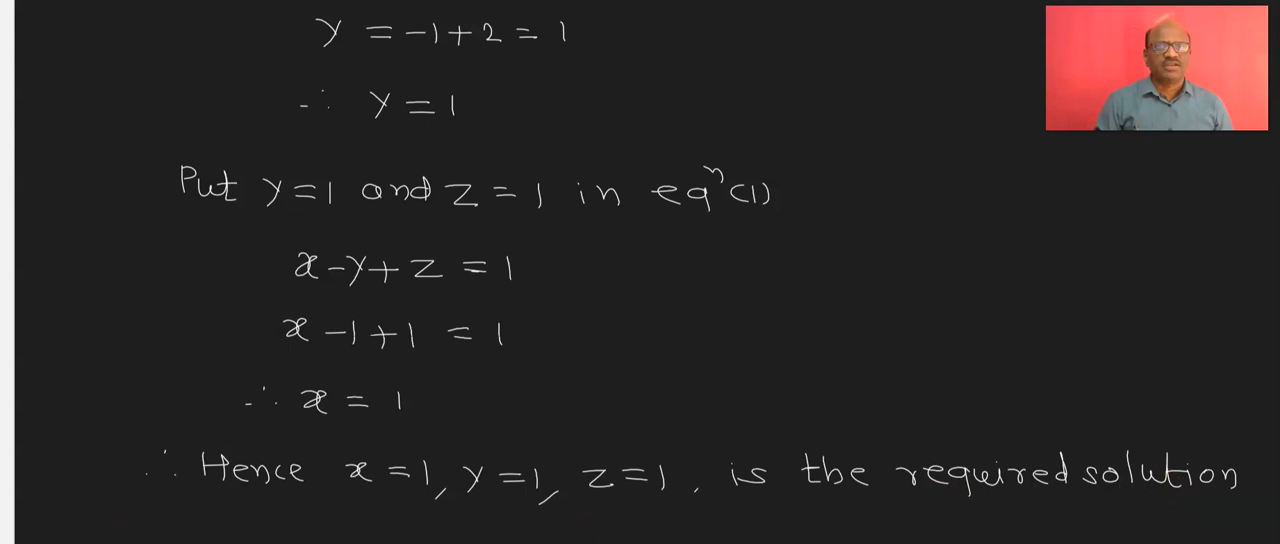 y = -1 + 2 = 1
∴ y = 1
Put y = 1 and z = 1 in eqⁿ (1)
x - y + z = 1
x - 1 + 1 = 1
∴ x = 1
∴ Hence x = 1, y = 1, z = 1, is the required solution